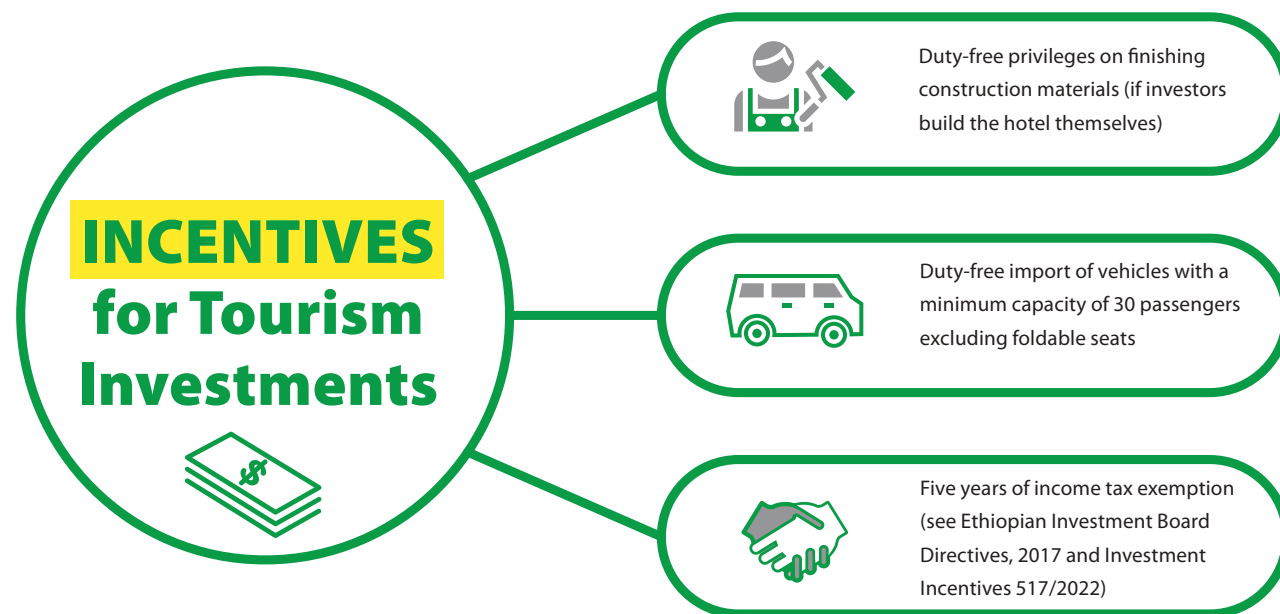 INCENTIVES
for Tourism
Investments
$
Duty-free privileges on finishing
construction materials (if investors
build the hotel themselves)
Duty-free import of vehicles with a
minimum capacity of 30 passengers
excluding foldable seats
Five years of income tax exemption
(see Ethiopian Investment Board
Directives, 2017 and Investment
Incentives 517/2022)